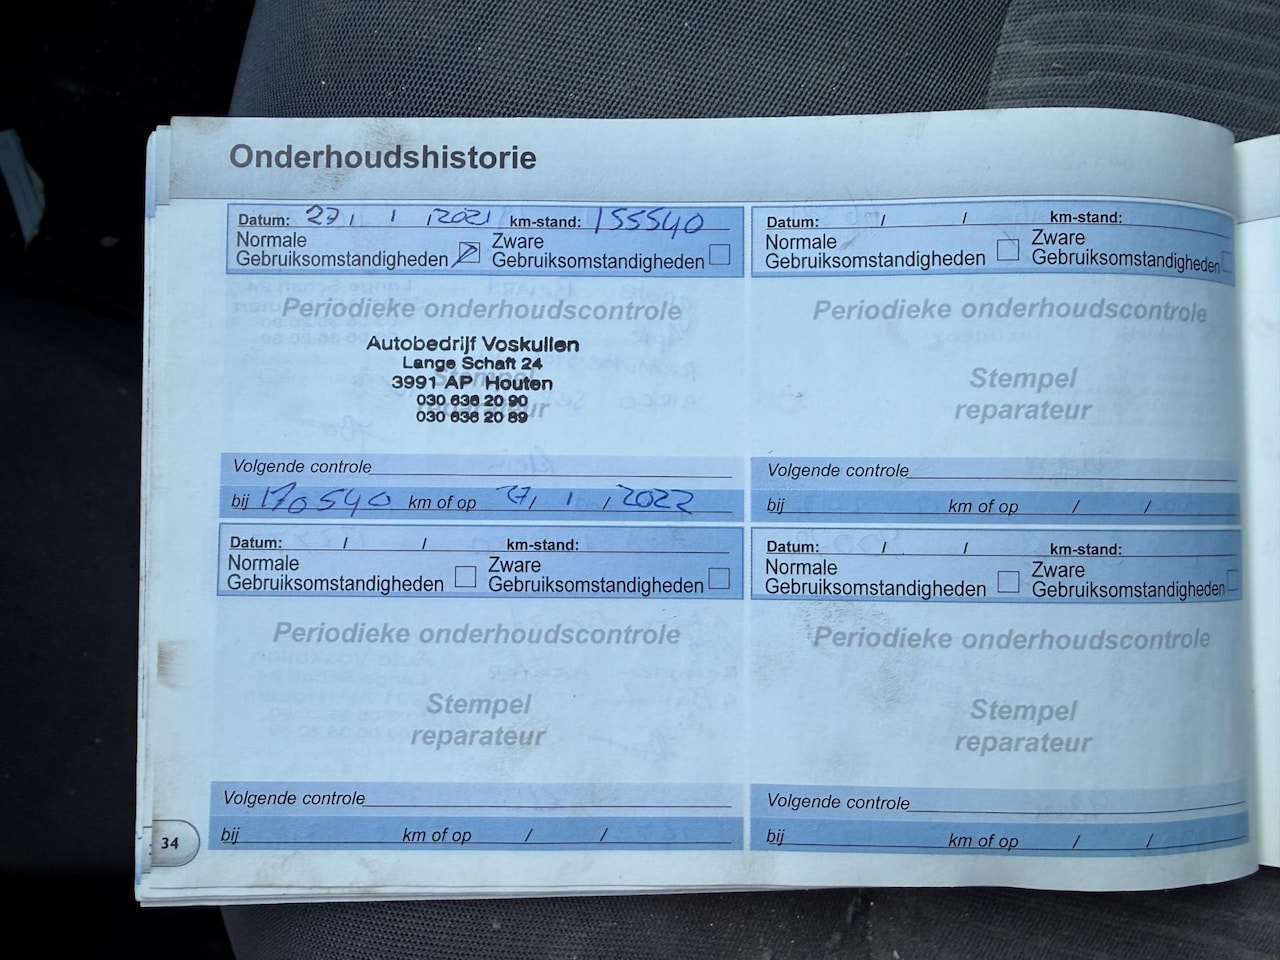 Onderhoudshistorie
Datum: 27 / 1 / 2021 km-stand: 155540
Normale Gebruiksomstandigheden Zware Gebruiksomstandigheden
Periodieke onderhoudscontrole
Autobedrijf Voskuilen
Lange Schaft 24
3991 AP Houten
Stempel
030 636 20 90
reparateur
030 636 20 89
Volgende controle
bij 170540 km of op 27 / 1 / 2022
Datum: / / km-stand:
Normale Gebruiksomstandigheden Zware Gebruiksomstandigheden
Periodieke onderhoudscontrole
Stempel
reparateur
Volgende controle
bij km of op / /
Datum: / / km-stand:
Normale Gebruiksomstandigheden Zware Gebruiksomstandigheden
Periodieke onderhoudscontrole
Stempel
reparateur
Volgende controle
bij km of op / /
Datum: / / km-stand:
Normale Gebruiksomstandigheden Zware Gebruiksomstandigheden
Periodieke onderhoudscontrole
Stempel
reparateur
Volgende controle
bij km of op / /
34